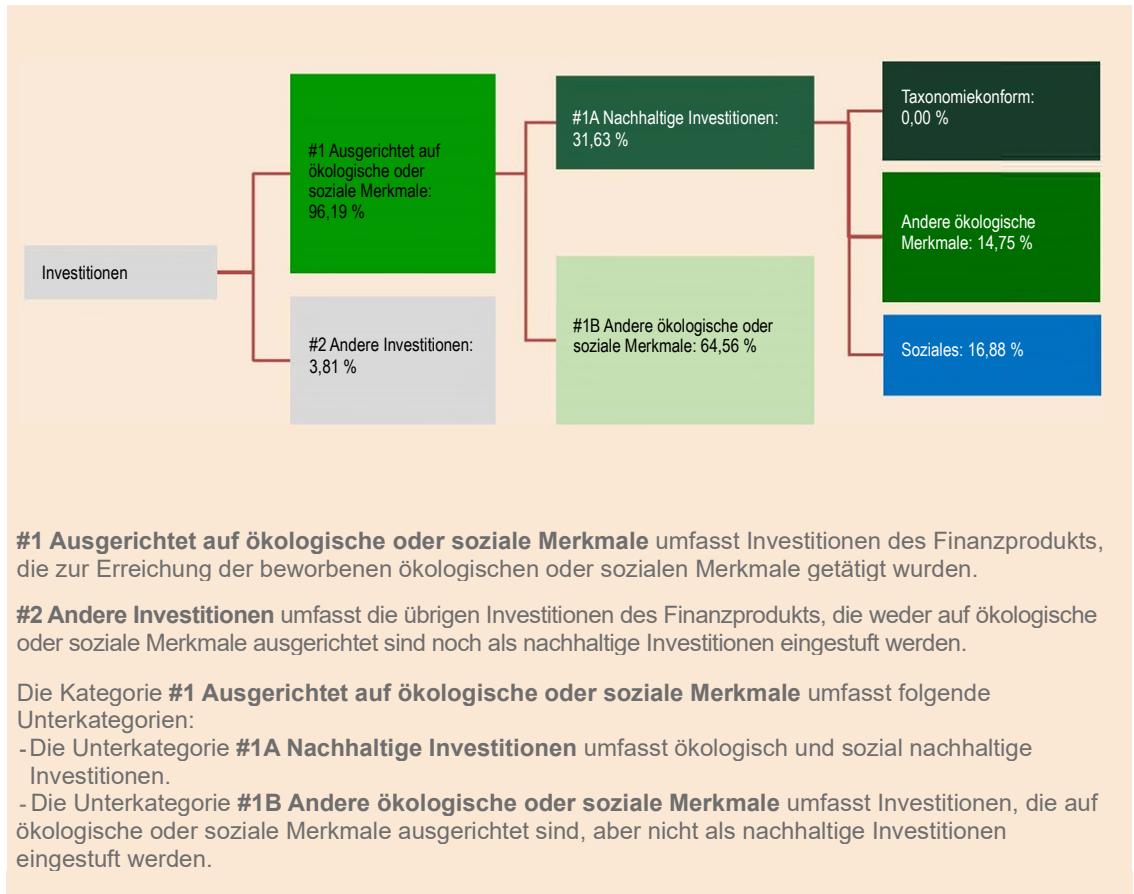 Investitionen
#1 Ausgerichtet auf
ökologische oder
soziale Merkmale:
96,19 %
#2 Andere Investitionen:
3,81 %
#1A Nachhaltige Investitionen:
31,63 %
#1B Andere ökologische oder
soziale Merkmale: 64,56 %
Taxonomiekonform:
0,00 %
Andere ökologische
Merkmale: 14,75 %
Soziales: 16,88 %
#1 Ausgerichtet auf ökologische oder soziale Merkmale umfasst Investitionen des Finanzprodukts,
die zur Erreichung der beworbenen ökologischen oder sozialen Merkmale getätigt wurden.
#2 Andere Investitionen umfasst die übrigen Investitionen des Finanzprodukts, die weder auf ökologische
oder soziale Merkmale ausgerichtet sind noch als nachhaltige Investitionen eingestuft werden.
Die Kategorie #1 Ausgerichtet auf ökologische oder soziale Merkmale umfasst folgende
Unterkategorien:
- Die Unterkategorie #1A Nachhaltige Investitionen umfasst ökologisch und sozial nachhaltige
Investitionen.
- Die Unterkategorie #1B Andere ökologische oder soziale Merkmale umfasst Investitionen, die auf
ökologische oder soziale Merkmale ausgerichtet sind, aber nicht als nachhaltige Investitionen
eingestuft werden.